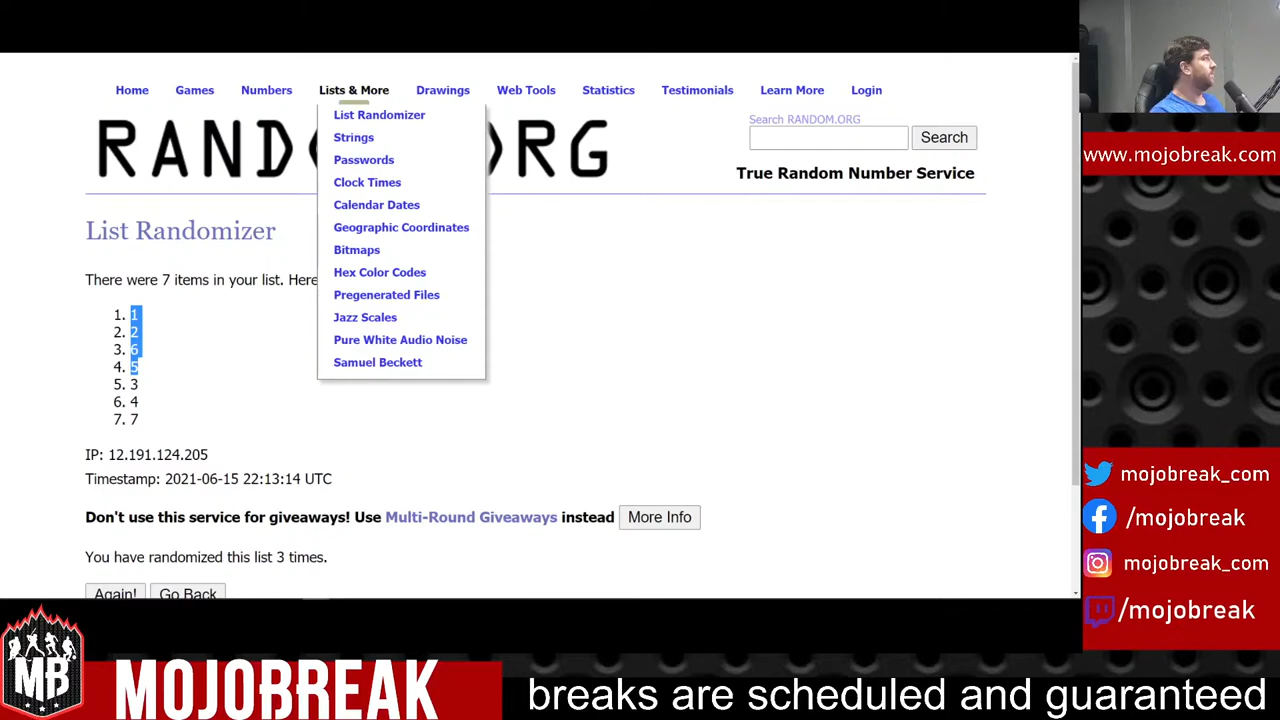 Home Games Numbers Lists & More Drawings Web Tools Statistics Testimonials Learn More Login
List Randomizer
Strings
Passwords
Clock Times
Calendar Dates
Geographic Coordinates
Bitmaps
Hex Color Codes
Pregenerated Files
Jazz Scales
Pure White Audio Noise
Samuel Beckett
Search RANDOM.ORG
Search
True Random Number Service
List Randomizer
There were 7 items in your list. Here
1. 1
2. 2
3. 6
4. 5
5. 3
6. 4
7. 7
IP: 12.191.124.205
Timestamp: 2021-06-15 22:13:14 UTC
Don't use this service for giveaways! Use Multi-Round Giveaways instead More Info
You have randomized this list 3 times.
Again! Go Back
www.mojobreak.com
mojobreak_com
/mojobreak
mojobreak_com
/mojobreak
MB
MOJOBREAK
breaks are scheduled and guaranteed